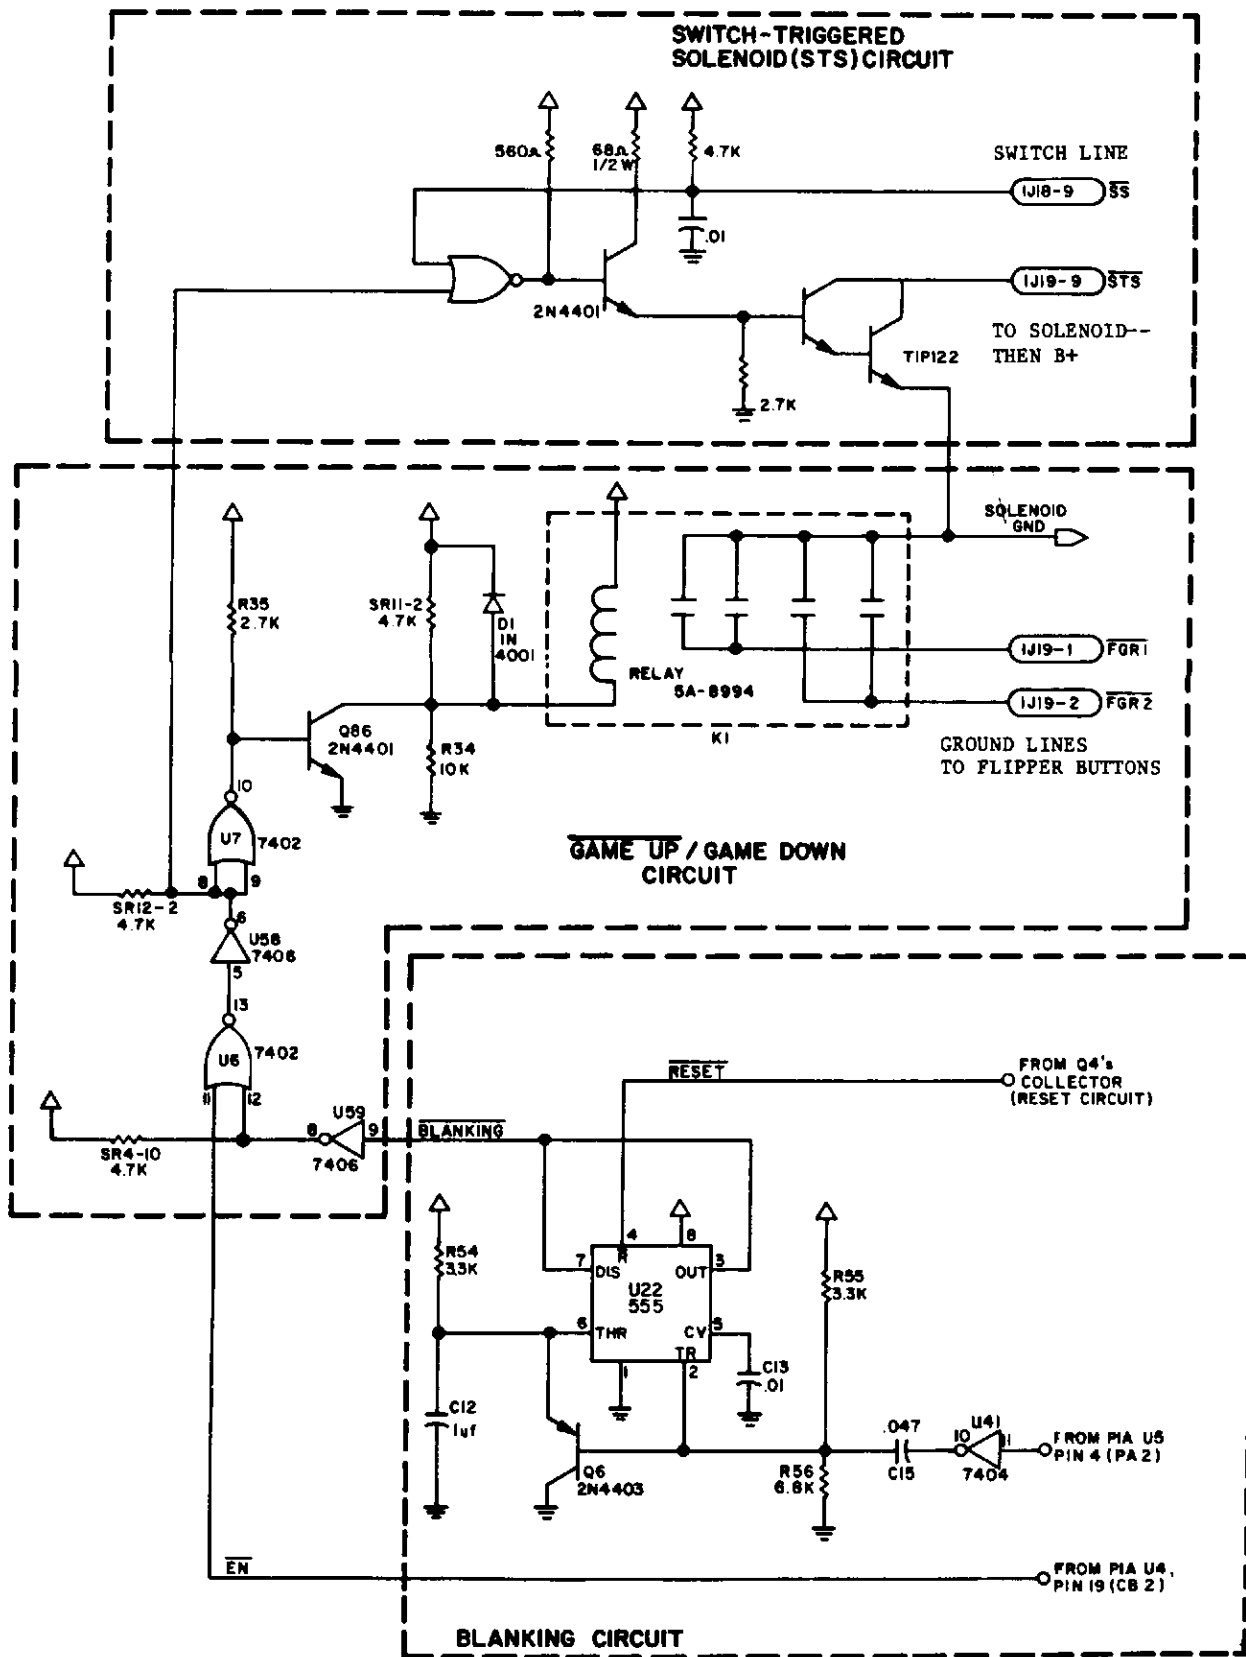 SWITCH-TRIGGERED
SOLENOID(STS) CIRCUIT
560Ω
68Ω
1/2W
4.7K
SWITCH LINE
1J18-9
SS
.01
1J19-9
STS
2N4401
TO SOLENOID--
THEN B+
TIP122
2.7K
SOLENOID
GND
R35
2.7K
SR11-2
4.7K
D1
1N
4001
RELAY
5A-8994
1J19-1
FGR1
1J19-2
FGR2
K1
Q86
2N4401
R34
10K
GROUND LINES
TO FLIPPER BUTTONS
10
U7
7402
8
9
GAME UP / GAME DOWN
CIRCUIT
SR12-2
4.7K
6
U58
7406
5
13
U6
7402
11
12
RESET
FROM Q4's
COLLECTOR
(RESET CIRCUIT)
U59
8
9
BLANKING
7406
SR4-10
4.7K
R54
3.3K
4
8
R
7
DIS
OUT
3
U22
555
R55
3.3K
6
THR
CV
5
TR
1
2
C13
.01
C12
1uf
.047
C15
U41
10
11
7404
FROM PIA U5
PIN 4 (PA2)
Q6
2N4403
R56
6.8K
EN
FROM PIA U4,
PIN 19 (CB2)
BLANKING CIRCUIT